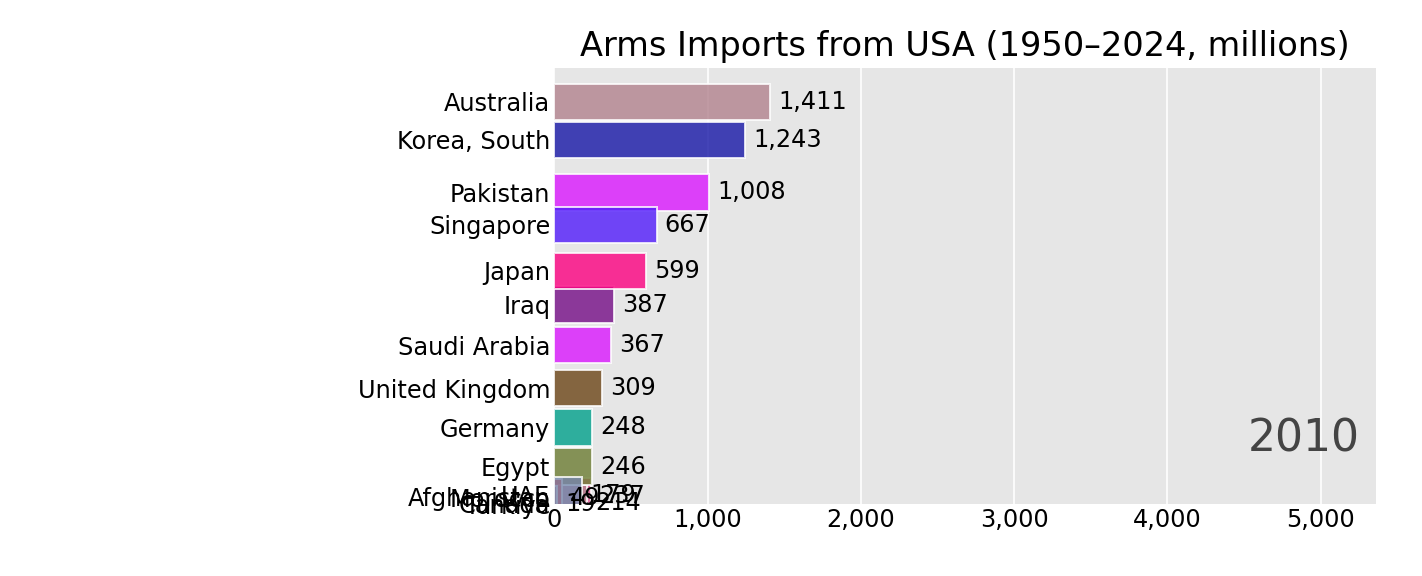 Arms Imports from USA (1950–2024, millions)
Australia 1,411
Korea, South 1,243
Pakistan 1,008
Singapore 667
Japan 599
Iraq 387
Saudi Arabia 367
United Kingdom 309
Germany 248
2010
Egypt 246
UAE 179
0 1,000 2,000 3,000 4,000 5,000